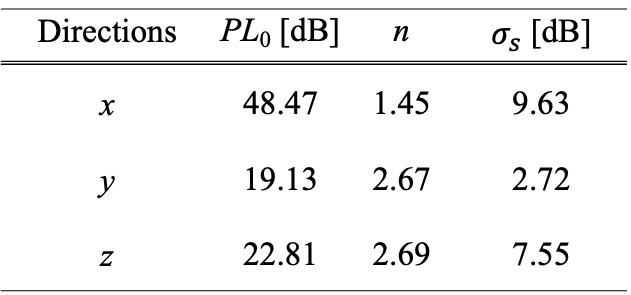 Directions PL₀ [dB] n σₛ [dB]
x 48.47 1.45 9.63
y 19.13 2.67 2.72
z 22.81 2.69 7.55